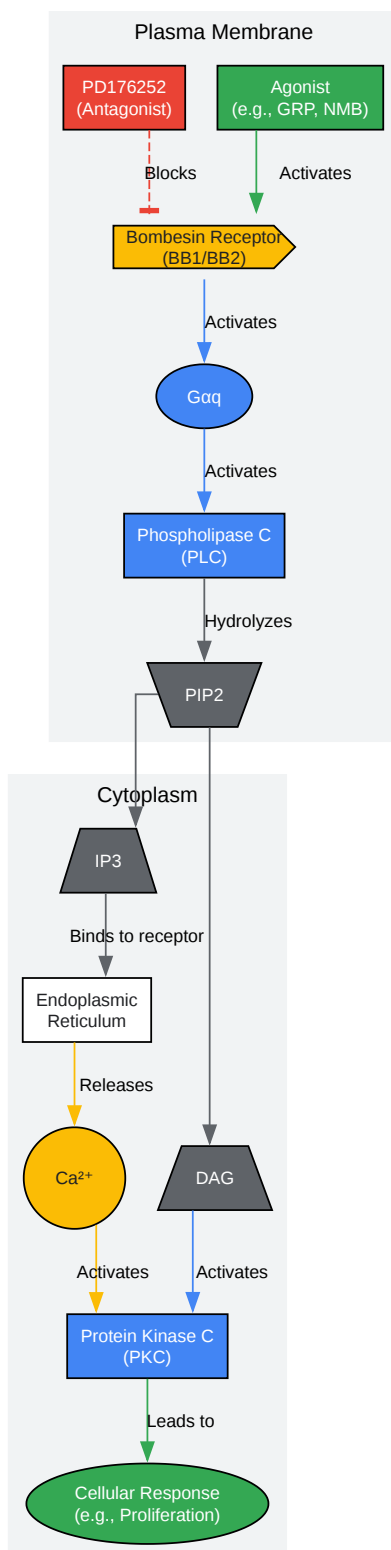 Plasma Membrane
PD176252
(Antagonist)
Agonist
(e.g., GRP, NMB)
Blocks
Activates
Bombesin Receptor
(BB1/BB2)
Activates
Gαq
Activates
Phospholipase C
(PLC)
Hydrolyzes
PIP2
Cytoplasm
IP3
Binds to receptor
Endoplasmic
Reticulum
Releases
Ca²⁺
DAG
Activates
Activates
Protein Kinase C
(PKC)
Leads to
Cellular Response
(e.g., Proliferation)